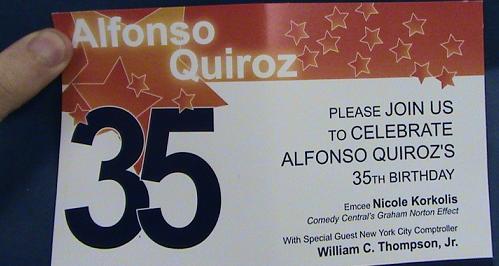 Alfonso
Quiroz
35
PLEASE JOIN US
TO CELEBRATE
ALFONSO QUIROZ'S
35TH BIRTHDAY
Emcee Nicole Korkolis
Comedy Central's Graham Norton Effect
With Special Guest New York City Comptroller
William C. Thompson, Jr.